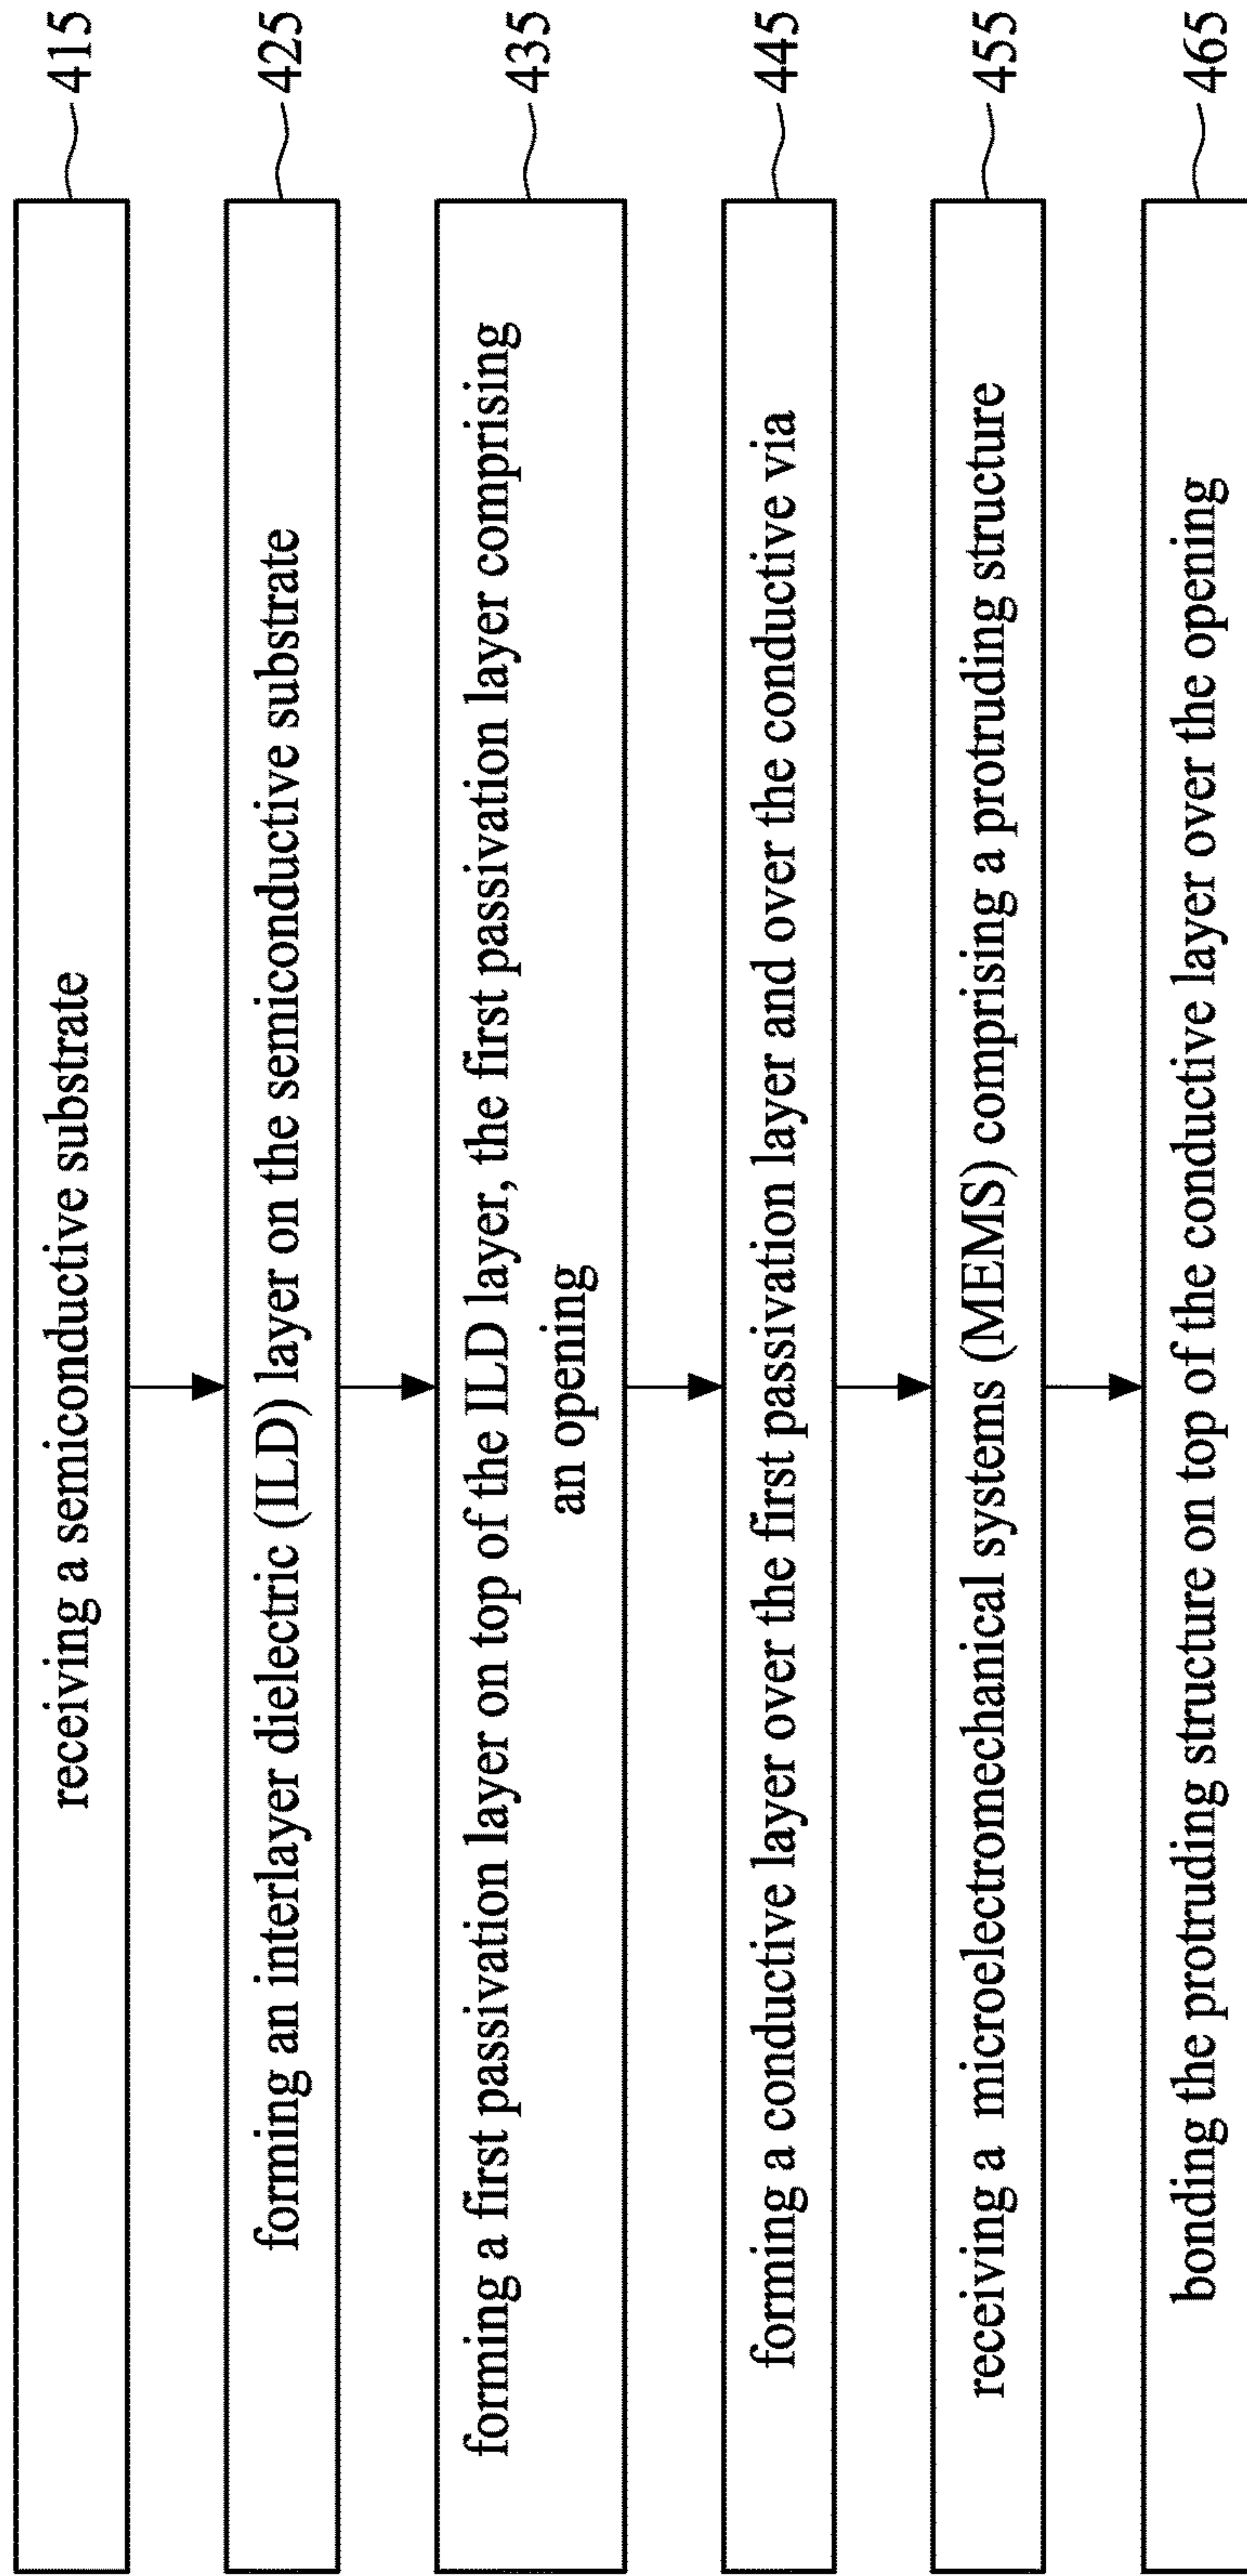 receiving a semiconductive substrate
415
forming an interlayer dielectric (ILD) layer on the semiconductive substrate
425
forming a first passivation layer on top of the ILD layer, the first passivation layer comprising
an opening
435
forming a conductive layer over the first passivation layer and over the conductive via
445
receiving a microelectromechanical systems (MEMS) comprising a protruding structure
455
bonding the protruding structure on top of the conductive layer over the opening
465